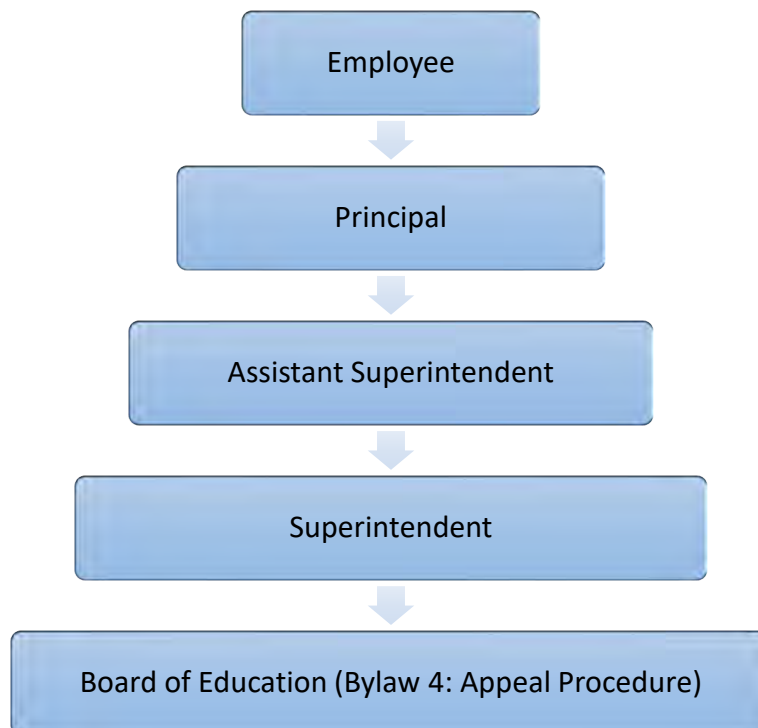 Employee
Principal
Assistant Superintendent
Superintendent
Board of Education (Bylaw 4: Appeal Procedure)